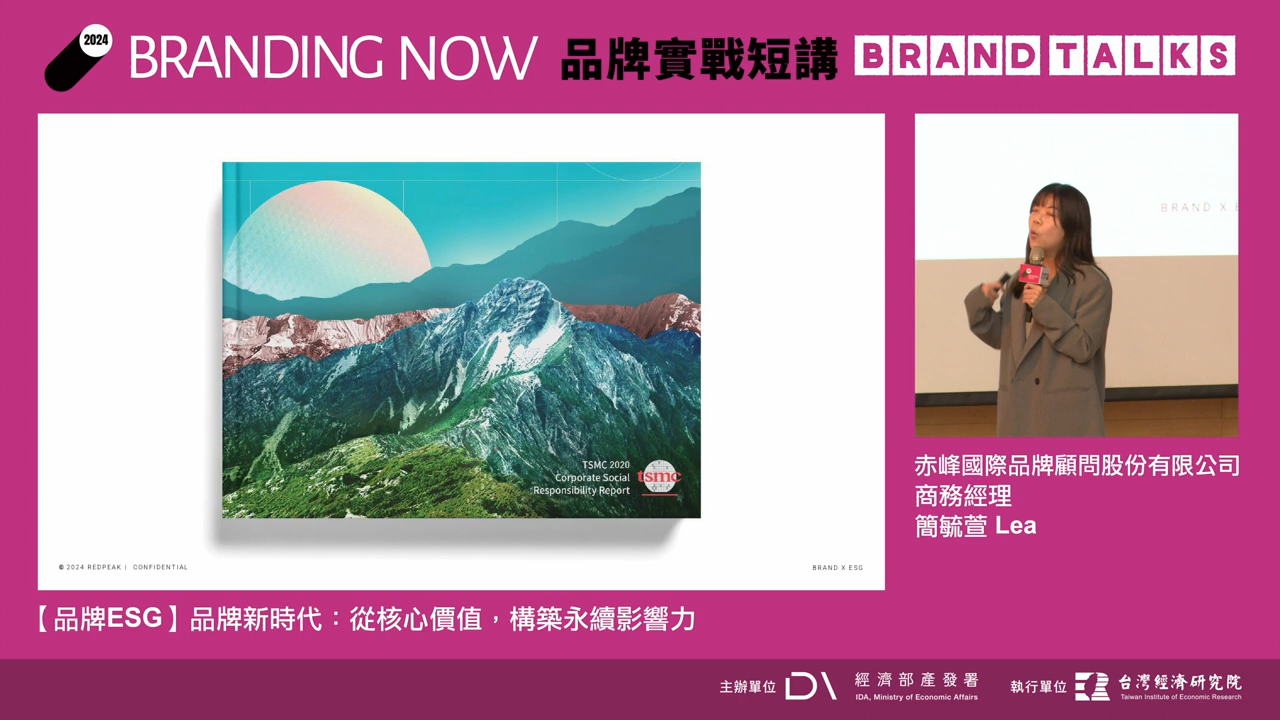 2024
BRANDING NOW 品牌實戰短講 BRAND TALKS
TSMC 2020
Corporate Social
Responsibility Report
tsmc
© 2024 REDPEAK | CONFIDENTIAL
BRAND X ESG
BRAND X E
赤峰國際品牌顧問股份有限公司
商務經理
簡毓萱 Lea
【品牌ESG】品牌新時代：從核心價值，構築永續影響力
主辦單位
經濟部產發署
IDA, Ministry of Economic Affairs
執行單位
台灣經濟研究院
Taiwan Institute of Economic Research